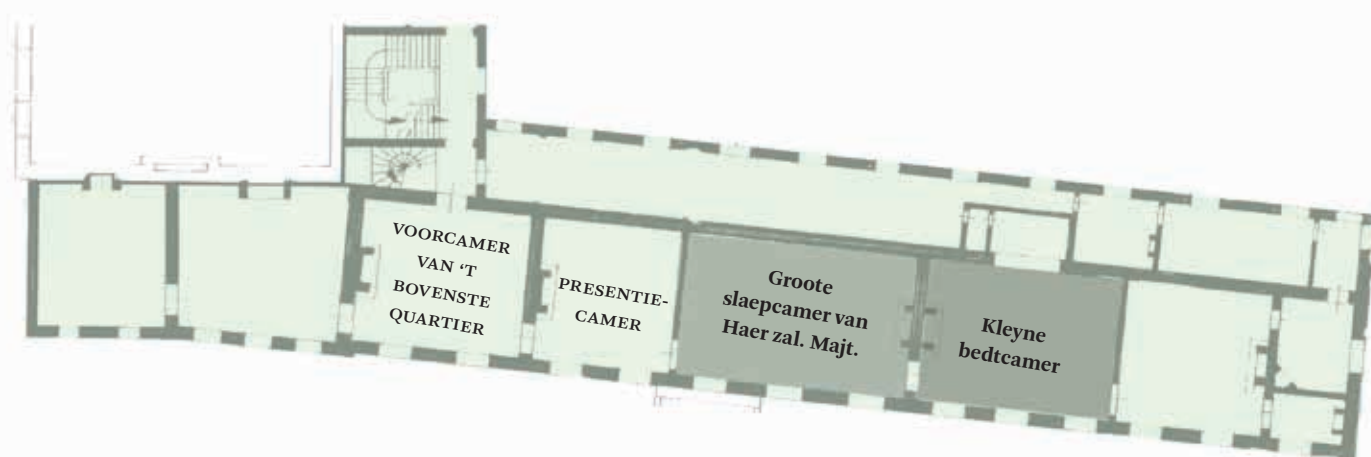 VOORCAMER
VAN ‘T
BOVENSTE
QUARTIER
PRESENTIE-
CAMER
Groote
slaepcamer van
Haer zal. Majt.
Kleyne
bedtcamer